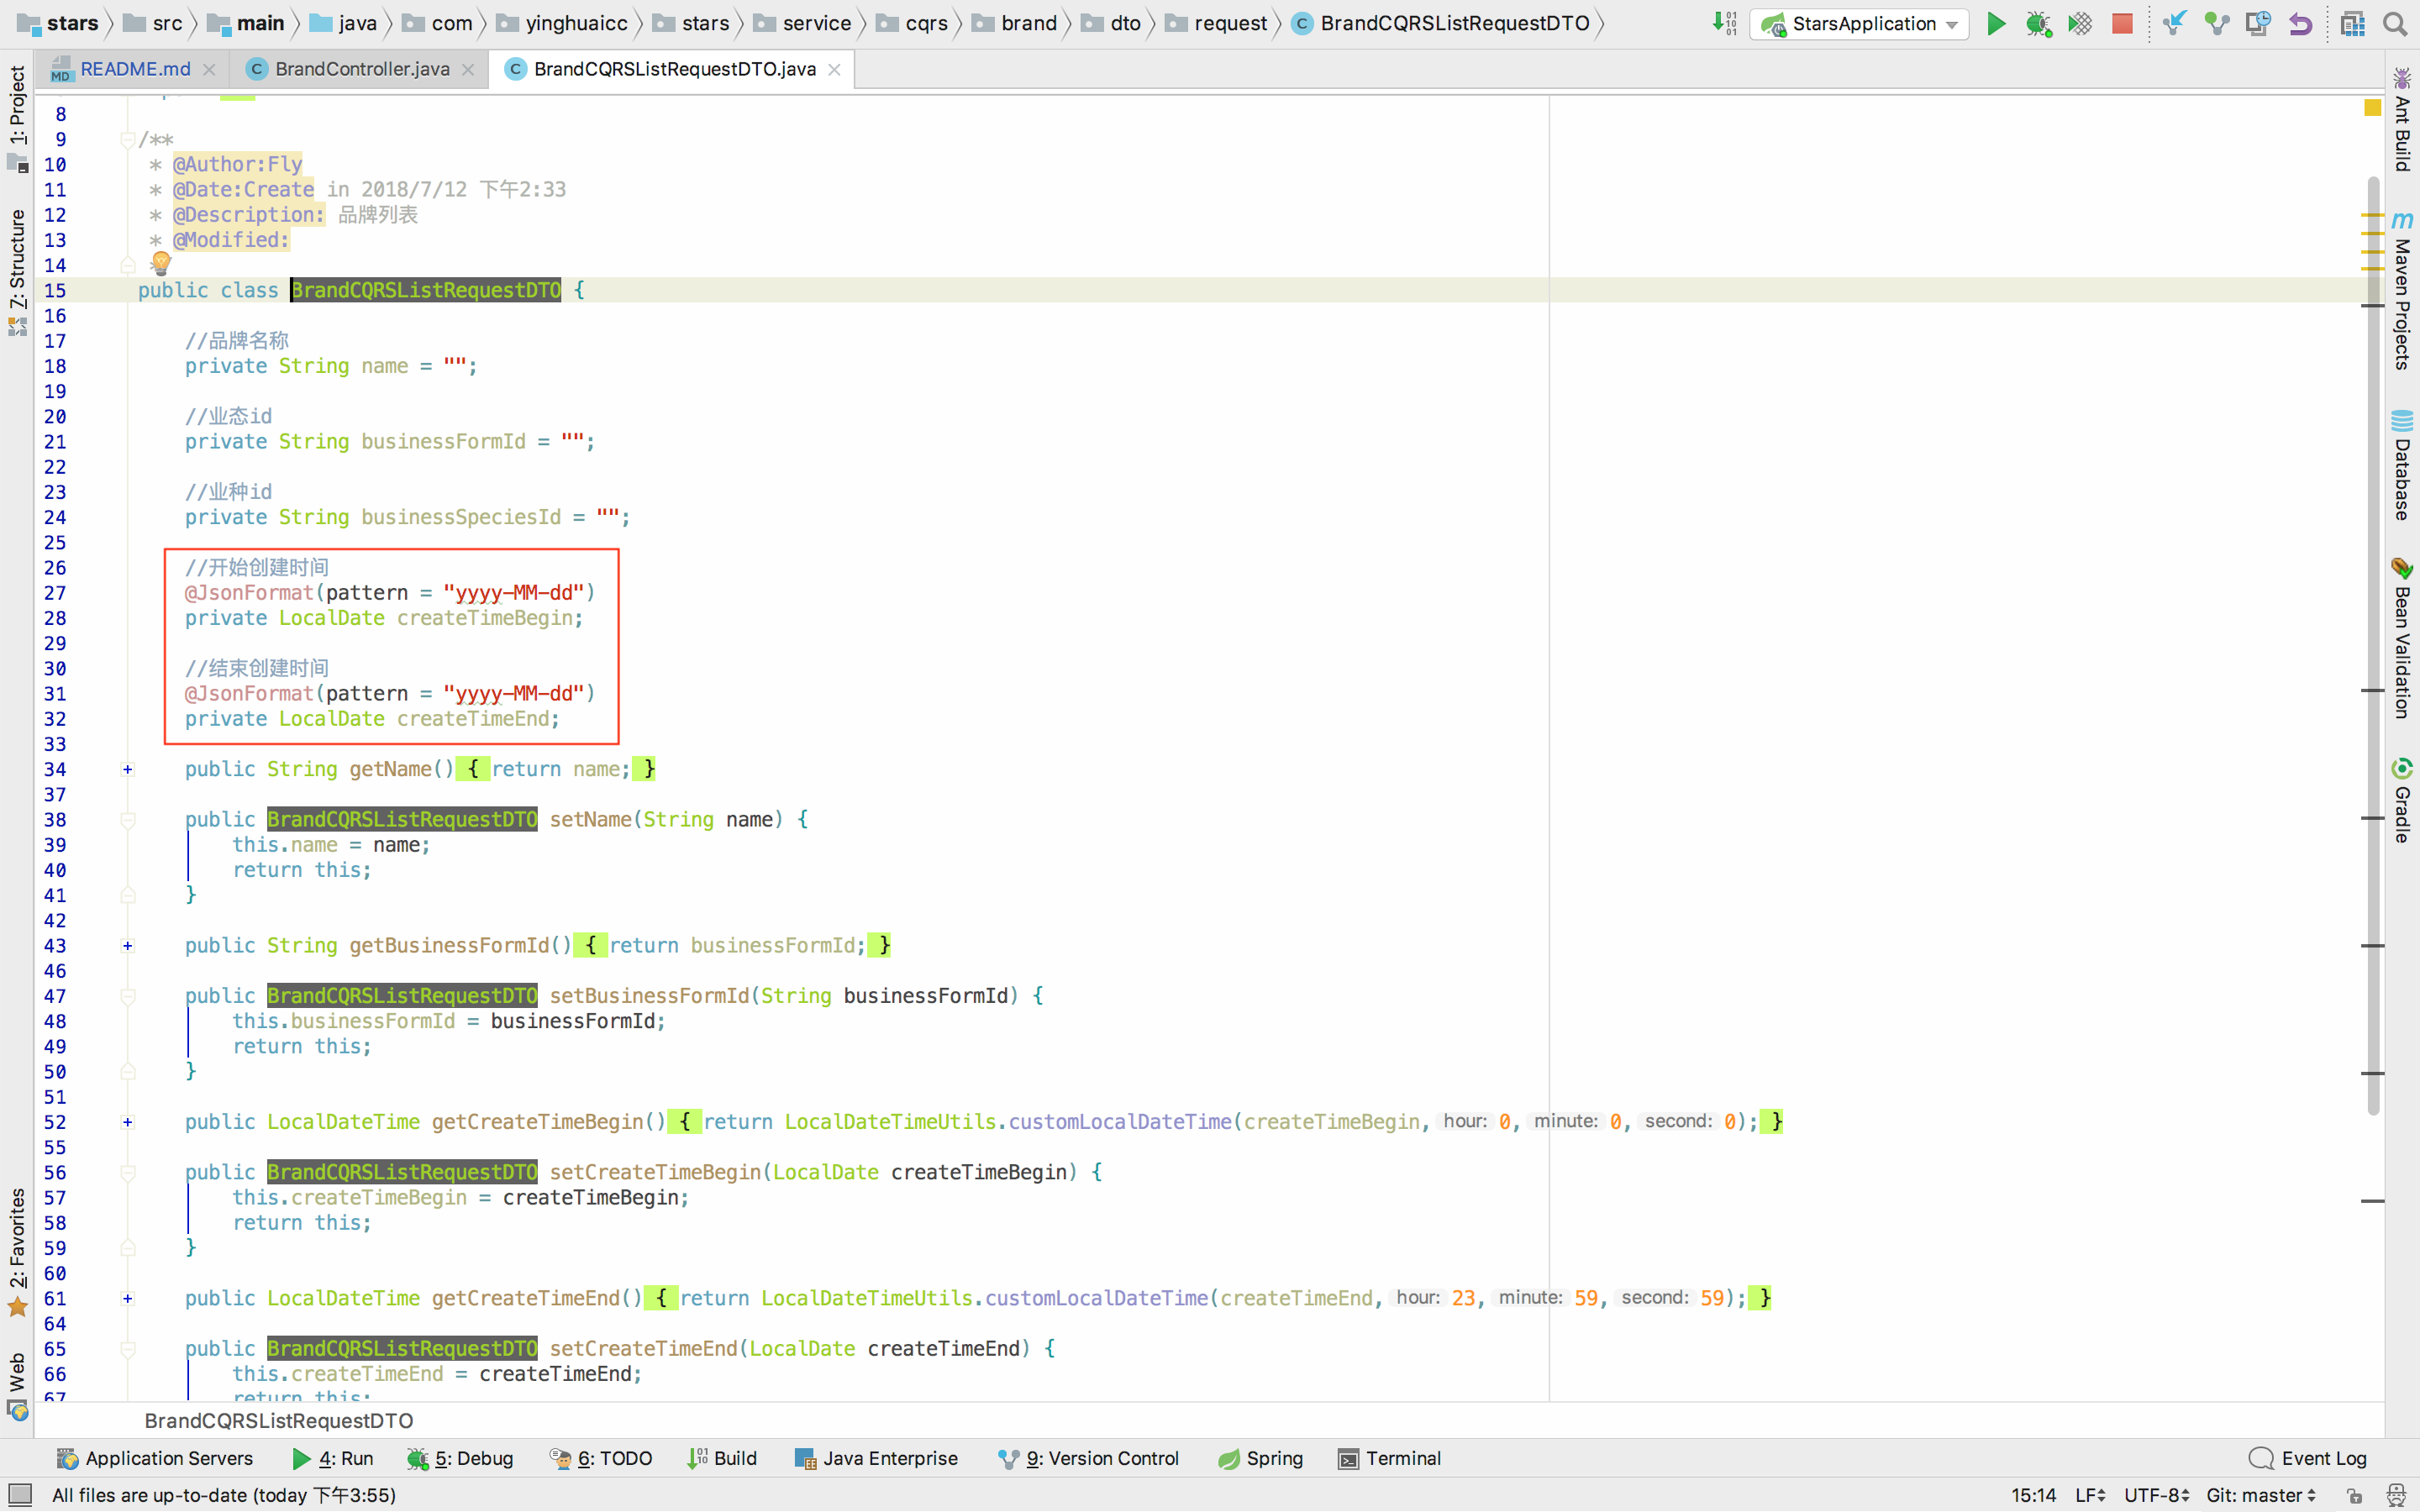 stars src main java com yinghuaicc stars service cqrs brand dto request BrandCQRSListRequestDTO StarsApplication
README.md BrandController.java BrandCQRSListRequestDTO.java
1: Project
7: Structure
2: Favorites
Web
8
9 /**
10 * @Author:Fly
11 * @Date:Create in 2018/7/12 下午2:33
12 * @Description: 品牌列表
13 * @Modified:
14
15 public class BrandCQRSListRequestDTO {
16
17 //品牌名称
18 private String name = "";
19
20 //业态id
21 private String businessFormId = "";
22
23 //业种id
24 private String businessSpeciesId = "";
25
26 //开始创建时间
27 @JsonFormat(pattern = "yyyy-MM-dd")
28 private LocalDate createTimeBegin;
29
30 //结束创建时间
31 @JsonFormat(pattern = "yyyy-MM-dd")
32 private LocalDate createTimeEnd;
33
34 public String getName() { return name; }
37
38 public BrandCQRSListRequestDTO setName(String name) {
39 this.name = name;
40 return this;
41 }
42
43 public String getBusinessFormId() { return businessFormId; }
46
47 public BrandCQRSListRequestDTO setBusinessFormId(String businessFormId) {
48 this.businessFormId = businessFormId;
49 return this;
50 }
51
52 public LocalDateTime getCreateTimeBegin() { return LocalDateTimeUtils.customLocalDateTime(createTimeBegin, hour: 0, minute: 0, second: 0); }
55
56 public BrandCQRSListRequestDTO setCreateTimeBegin(LocalDate createTimeBegin) {
57 this.createTimeBegin = createTimeBegin;
58 return this;
59 }
60
61 public LocalDateTime getCreateTimeEnd() { return LocalDateTimeUtils.customLocalDateTime(createTimeEnd, hour: 23, minute: 59, second: 59); }
64
65 public BrandCQRSListRequestDTO setCreateTimeEnd(LocalDate createTimeEnd) {
66 this.createTimeEnd = createTimeEnd;
67 return this;
Ant Build
Maven Projects
Database
Bean Validation
Gradle
BrandCQRSListRequestDTO
Application Servers 4: Run 5: Debug 6: TODO Build Java Enterprise 9: Version Control Spring Terminal Event Log
All files are up-to-date (today 下午3:55) 15:14 LF UTF-8 Git: master